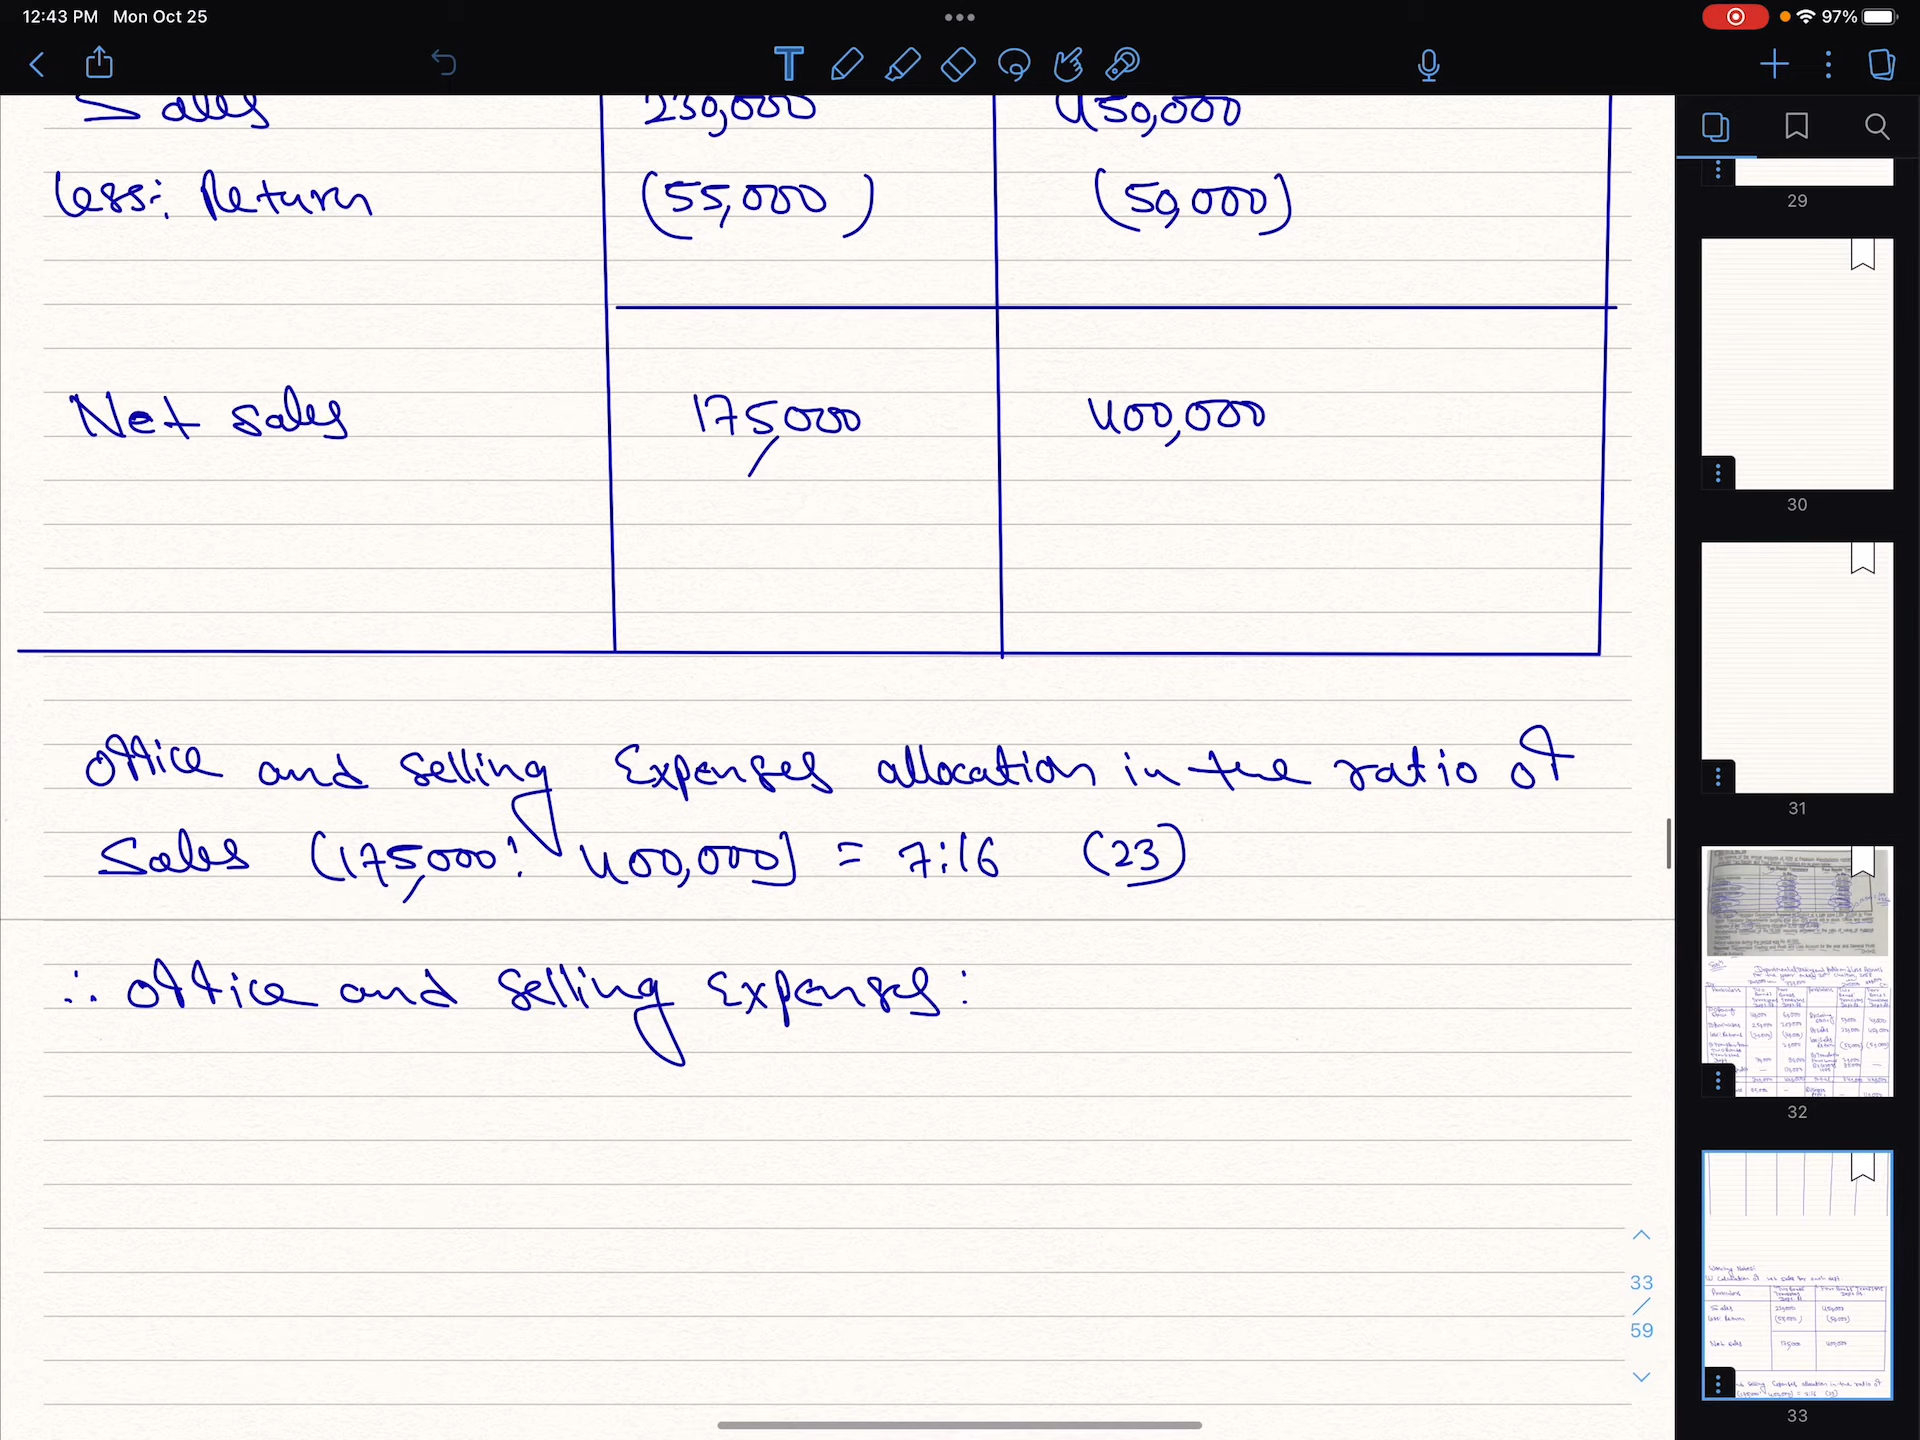 12:43 PM Mon Oct 25
97%
Sales 230,000 450,000
less: Return (55,000) (50,000)
Net sales 175,000 400,000
Office and Selling Expenses allocation in the ratio of
Sales (175,000: 400,000) = 7:16 (23)
∴ Office and Selling Expenses:
33
/
59
29
30
31
32
33